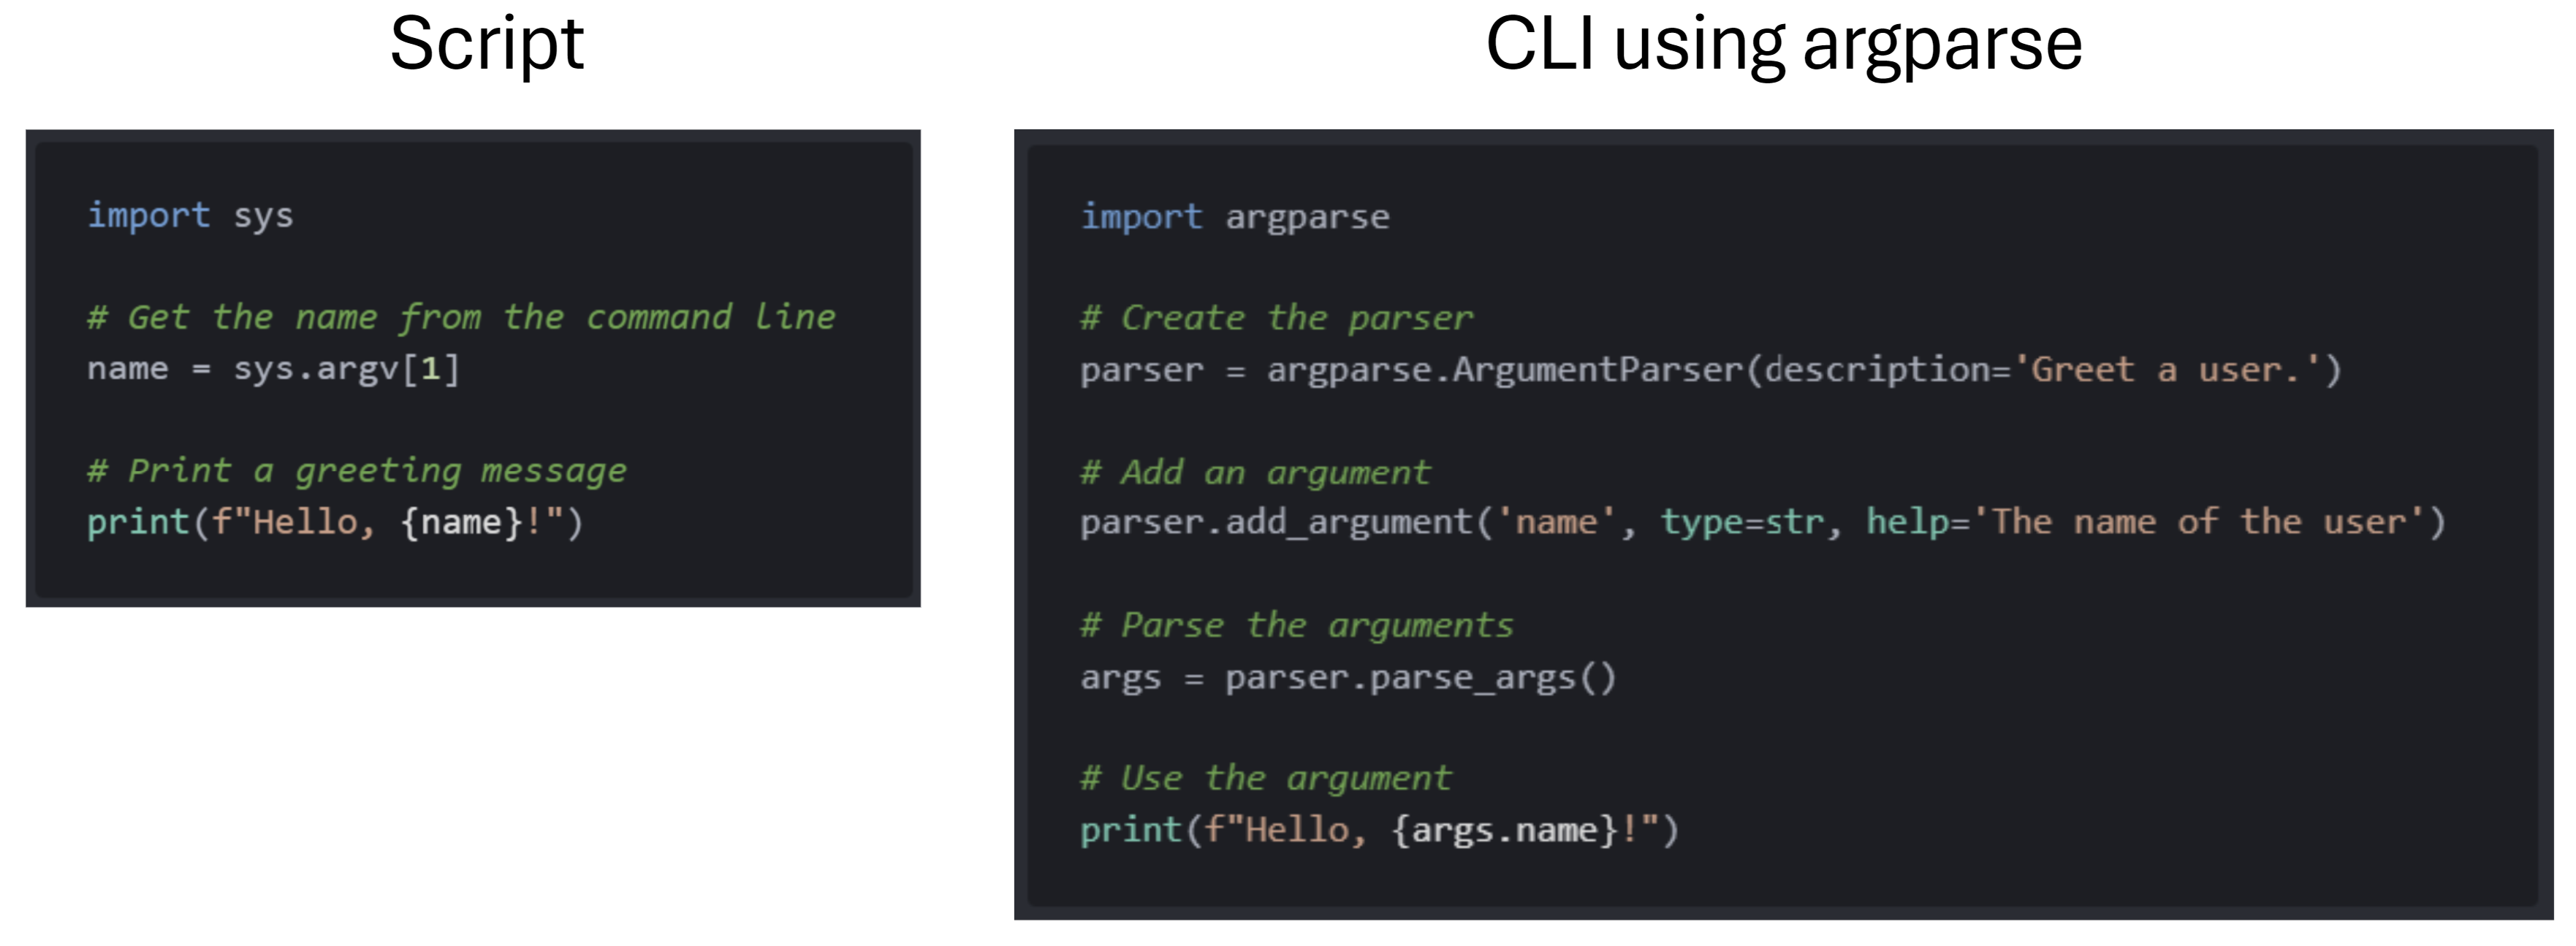 Script
import sys
# Get the name from the command line
name = sys.argv[1]
# Print a greeting message
print(f"Hello, {name}!")
CLI using argparse
import argparse
# Create the parser
parser = argparse.ArgumentParser(description='Greet a user.')
# Add an argument
parser.add_argument('name', type=str, help='The name of the user')
# Parse the arguments
args = parser.parse_args()
# Use the argument
print(f"Hello, {args.name}!")